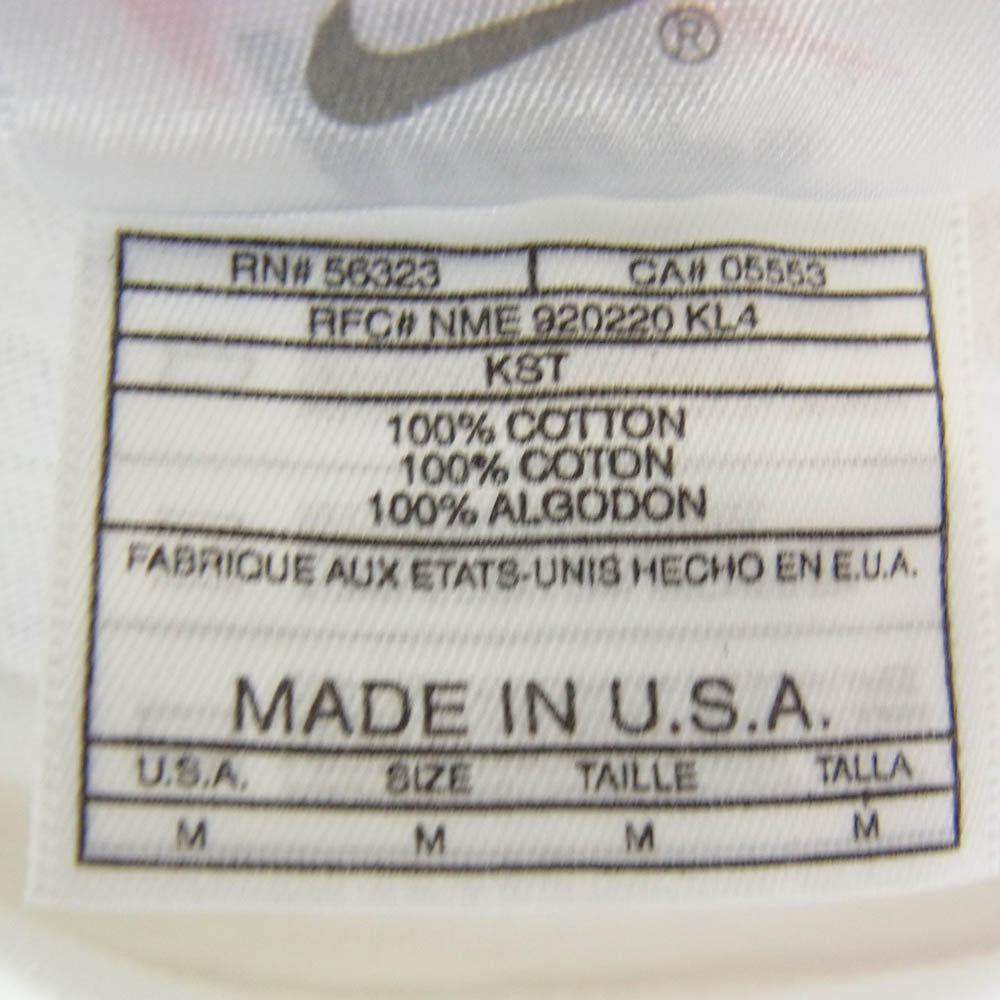 ®
RN# 56323 CA# 05553
RFC# NME 920220 KL4
KST
100% COTTON
100% COTON
100% ALGODON
FABRIQUE AUX ETATS-UNIS HECHO EN E.U.A.
MADE IN U.S.A.
U.S.A. SIZE TAILLE TALLA
M M M M